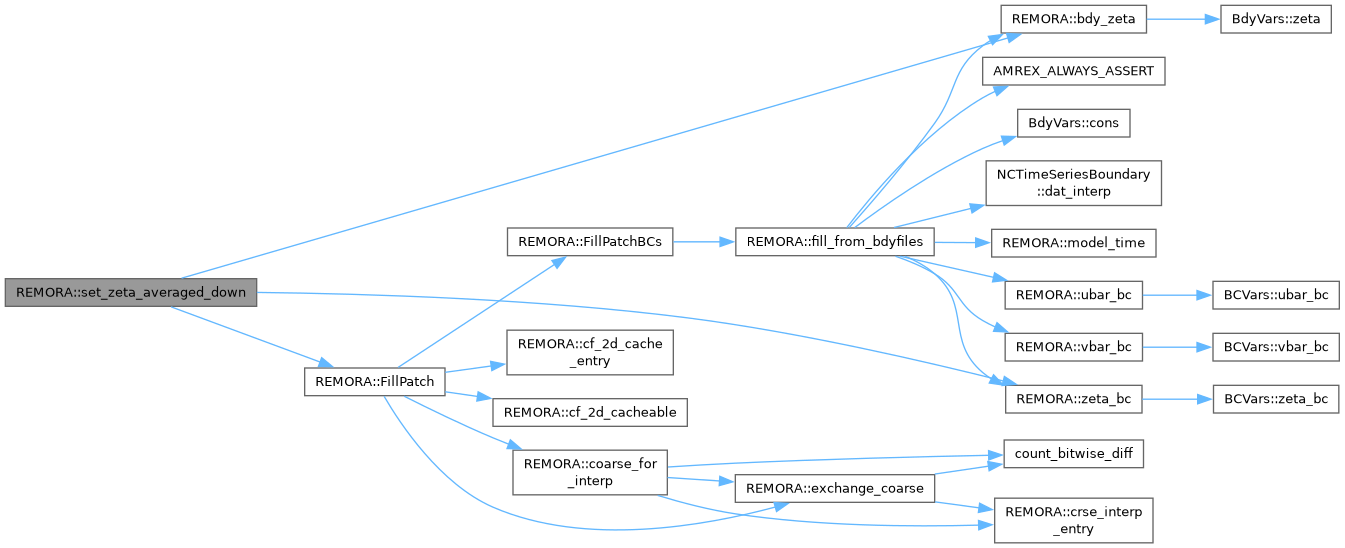 REMORA::set_zeta_averaged_down
REMORA::FillPatch
REMORA::FillPatchBCs
REMORA::cf_2d_cache
_entry
REMORA::cf_2d_cacheable
REMORA::coarse_for
_interp
REMORA::fill_from_bdyfiles
REMORA::exchange_coarse
REMORA::bdy_zeta
AMREX_ALWAYS_ASSERT
BdyVars::cons
NCTimeSeriesBoundary
::dat_interp
REMORA::model_time
REMORA::ubar_bc
REMORA::vbar_bc
REMORA::zeta_bc
count_bitwise_diff
REMORA::crse_interp
_entry
BdyVars::zeta
BCVars::ubar_bc
BCVars::vbar_bc
BCVars::zeta_bc